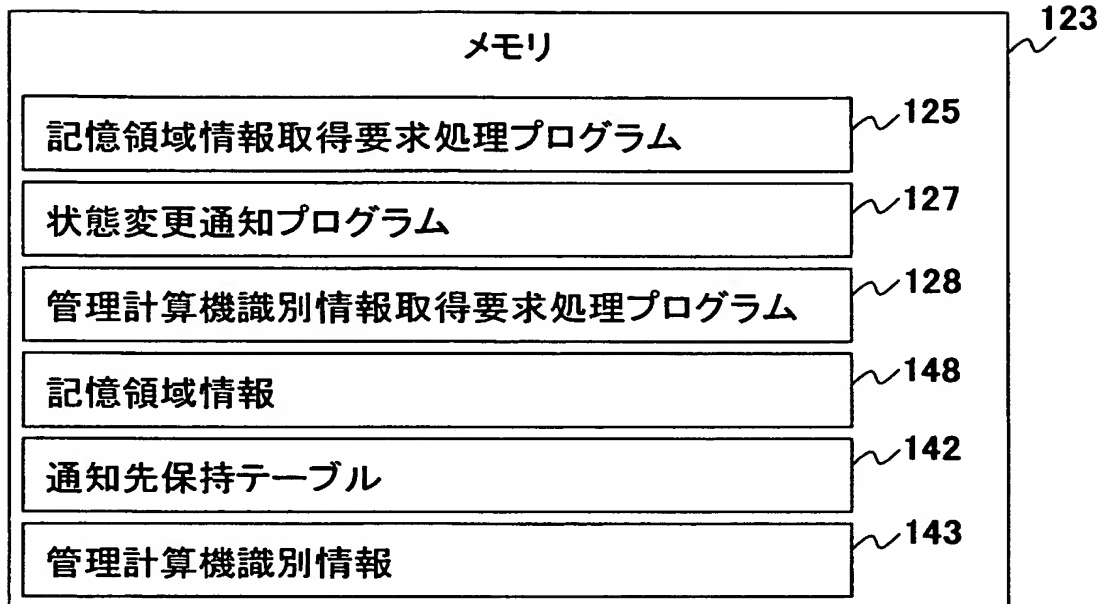 メモリ
123
記憶領域情報取得要求処理プログラム
125
状態変更通知プログラム
127
管理計算機識別情報取得要求処理プログラム
128
記憶領域情報
148
通知先保持テーブル
142
管理計算機識別情報
143